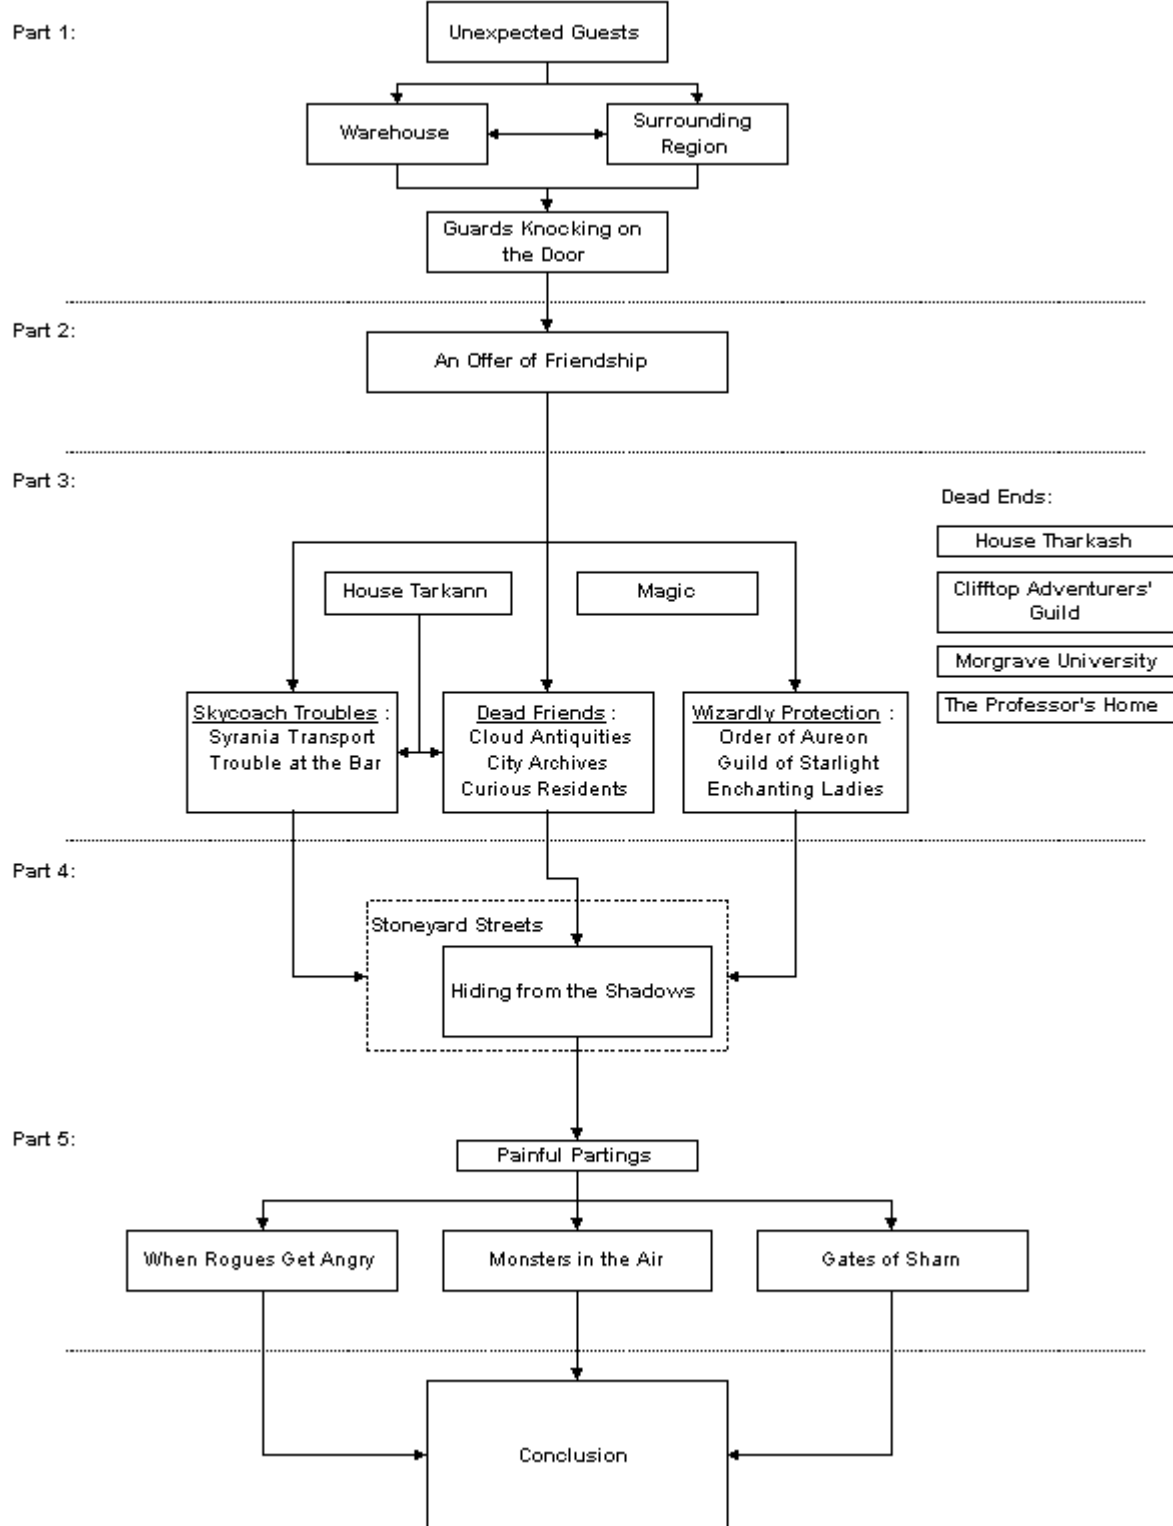 Part 1:
Unexpected Guests
Warehouse
Surrounding
Region
Guards Knocking on
the Door
Part 2:
An Offer of Friendship
Part 3:
Dead Ends:
House Tharkash
Clifftop Adventurers'
Guild
Morgrave University
The Professor's Home
House Tarkann
Magic
Skycoach Troubles :
Syrania Transport
Trouble at the Bar
Dead Friends :
Cloud Antiquities
City Archives
Curious Residents
Wizardly Protection :
Order of Aureon
Guild of Starlight
Enchanting Ladies
Part 4:
Stoneyard Streets
Hiding from the Shadows
Part 5:
Painful Partings
When Rogues Get Angry
Monsters in the Air
Gates of Sharn
Conclusion